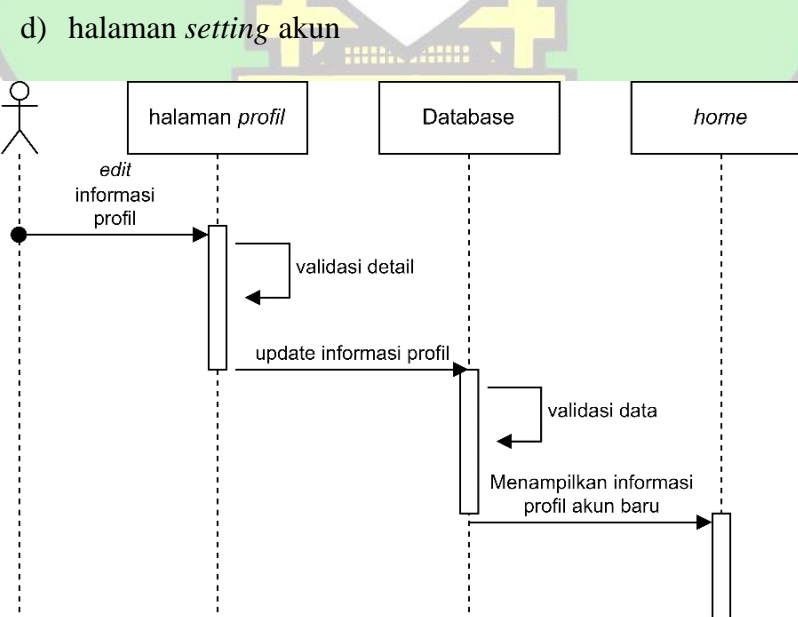 d) halaman setting akun
halaman profil
Database
home
edit
informasi
profil
validasi detail
update informasi profil
validasi data
Menampilkan informasi
profil akun baru